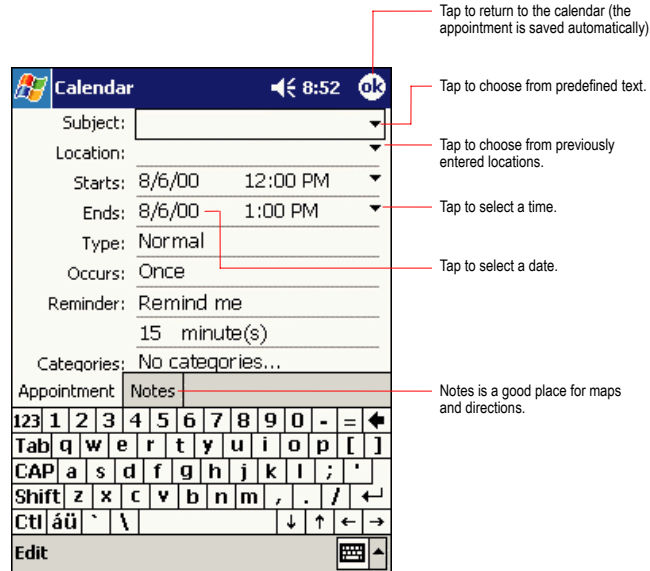 Tap to return to the calendar (the
appointment is saved automatically)
Calendar 8:52 ok
Subject:
Tap to choose from predefined text.
Location:
Tap to choose from previously
entered locations.
Starts: 8/6/00 12:00 PM
Ends: 8/6/00 1:00 PM
Tap to select a time.
Type: Normal
Tap to select a date.
Occurs: Once
Reminder: Remind me
15 minute(s)
Categories: No categories...
Appointment Notes
Notes is a good place for maps
and directions.
123 1 2 3 4 5 6 7 8 9 0 - =
Tab q w e r t y u i o p [ ]
CAP a s d f g h j k l ; '
Shift z x c v b n m , . /
Ctl áü ` \
Edit